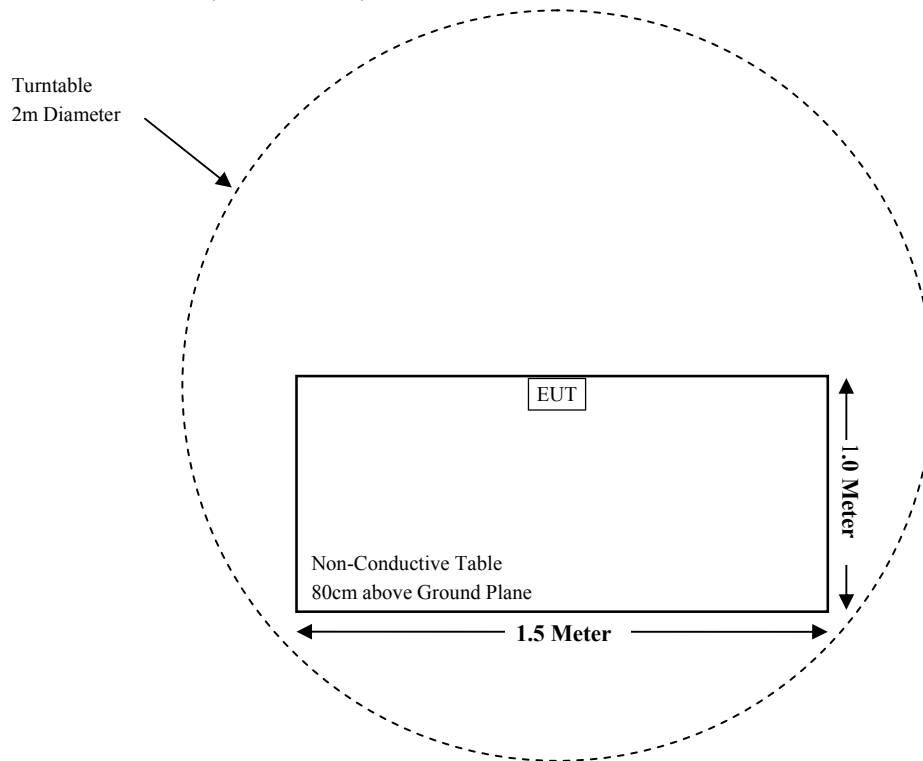 Turntable
2m Diameter
EUT
1.0 Meter
Non-Conductive Table
80cm above Ground Plane
1.5 Meter